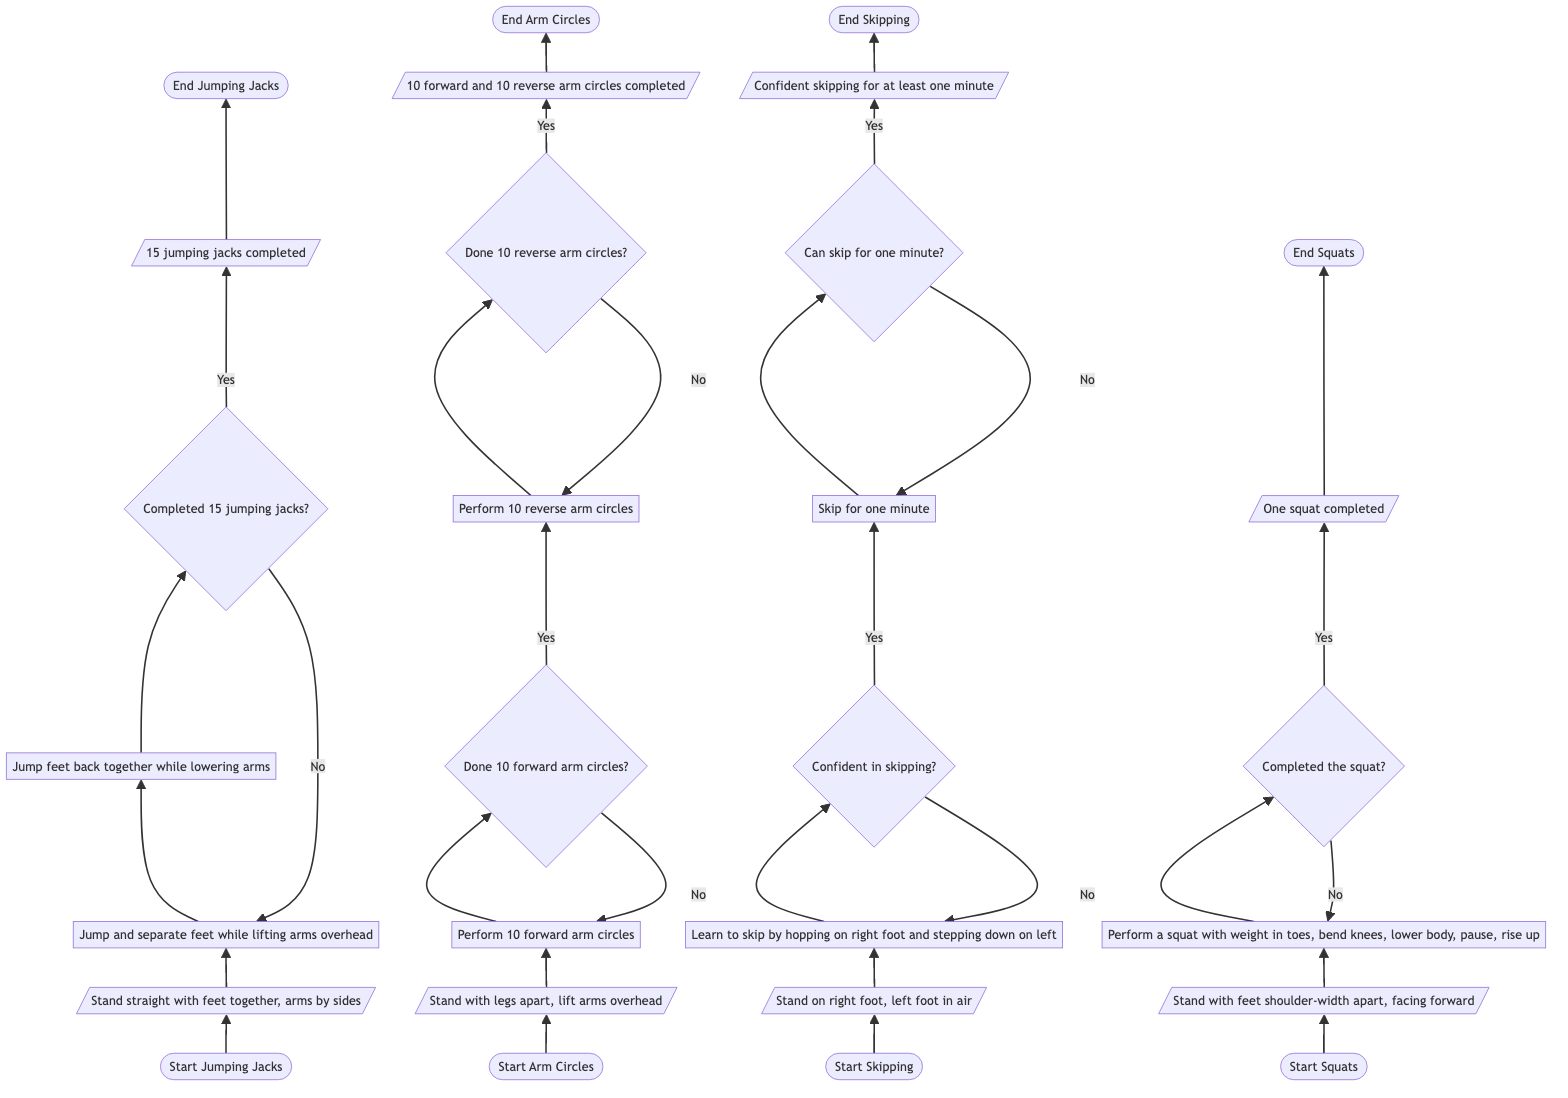 End Arm Circles
End Skipping
End Jumping Jacks
10 forward and 10 reverse arm circles completed
Confident skipping for at least one minute
Yes
Yes
15 jumping jacks completed
Done 10 reverse arm circles?
Can skip for one minute?
End Squats
Yes
No
No
Completed 15 jumping jacks?
Perform 10 reverse arm circles
Skip for one minute
One squat completed
Yes
Yes
Yes
Jump feet back together while lowering arms
No
Done 10 forward arm circles?
Confident in skipping?
Completed the squat?
No
No
No
Jump and separate feet while lifting arms overhead
Perform 10 forward arm circles
Learn to skip by hopping on right foot and stepping down on left
Perform a squat with weight in toes, bend knees, lower body, pause, rise up
Stand straight with feet together, arms by sides
Stand with legs apart, lift arms overhead
Stand on right foot, left foot in air
Stand with feet shoulder-width apart, facing forward
Start Jumping Jacks
Start Arm Circles
Start Skipping
Start Squats